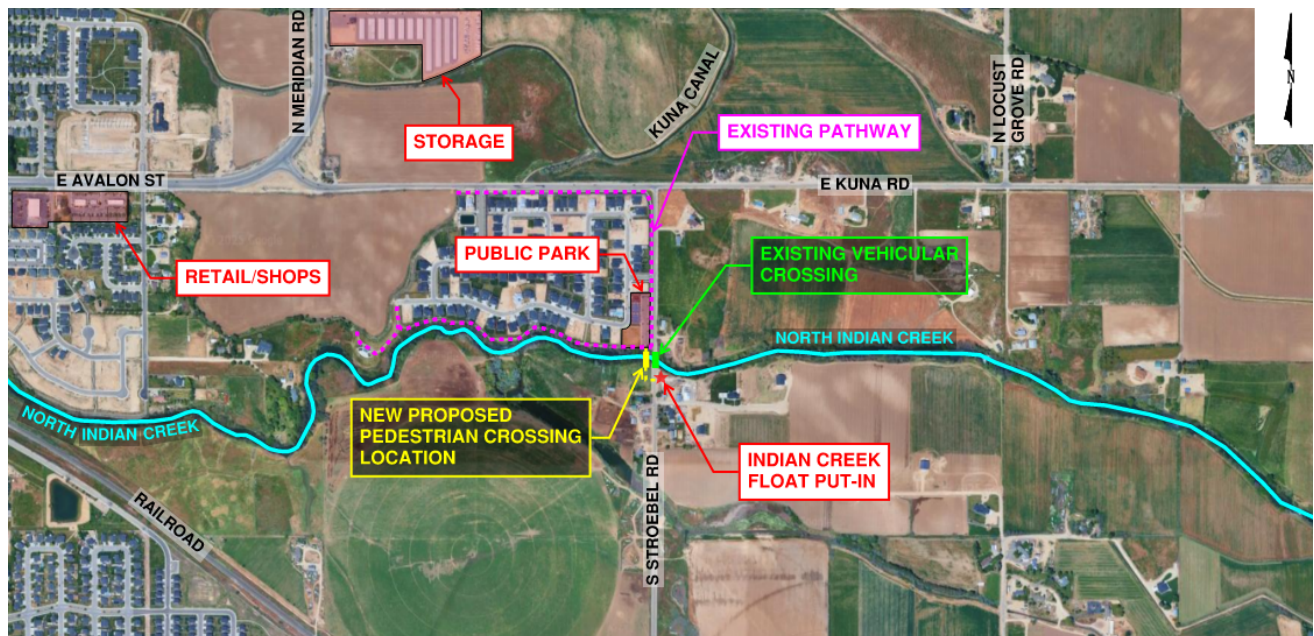 N MERIDIAN RD
KUNA CANAL
N LOCUST
GROVE RD
N
STORAGE
EXISTING PATHWAY
E AVALON ST
E KUNA RD
PUBLIC PARK
EXISTING VEHICULAR
CROSSING
RETAIL/SHOPS
NORTH INDIAN CREEK
NEW PROPOSED
PEDESTRIAN CROSSING
LOCATION
NORTH INDIAN CREEK
INDIAN CREEK
FLOAT PUT-IN
RAILROAD
S STROEBEL RD